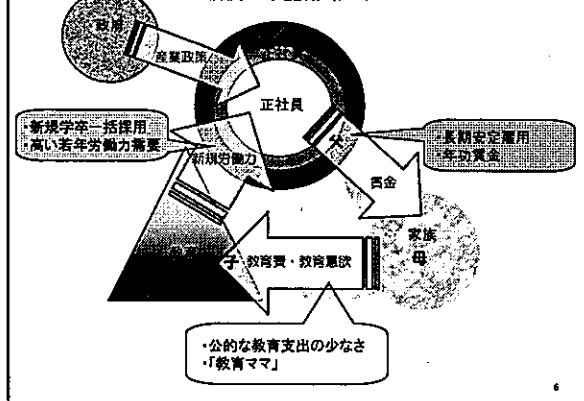 産業政策
正社員
・新規学卒一括採用
・高い若年労働力需要
新規労働力
・長期安定雇用
・年功賃金
賃金
家族
母
子
教育費・教育意欲
・公的な教育支出の少なさ
・「教育ママ」
6